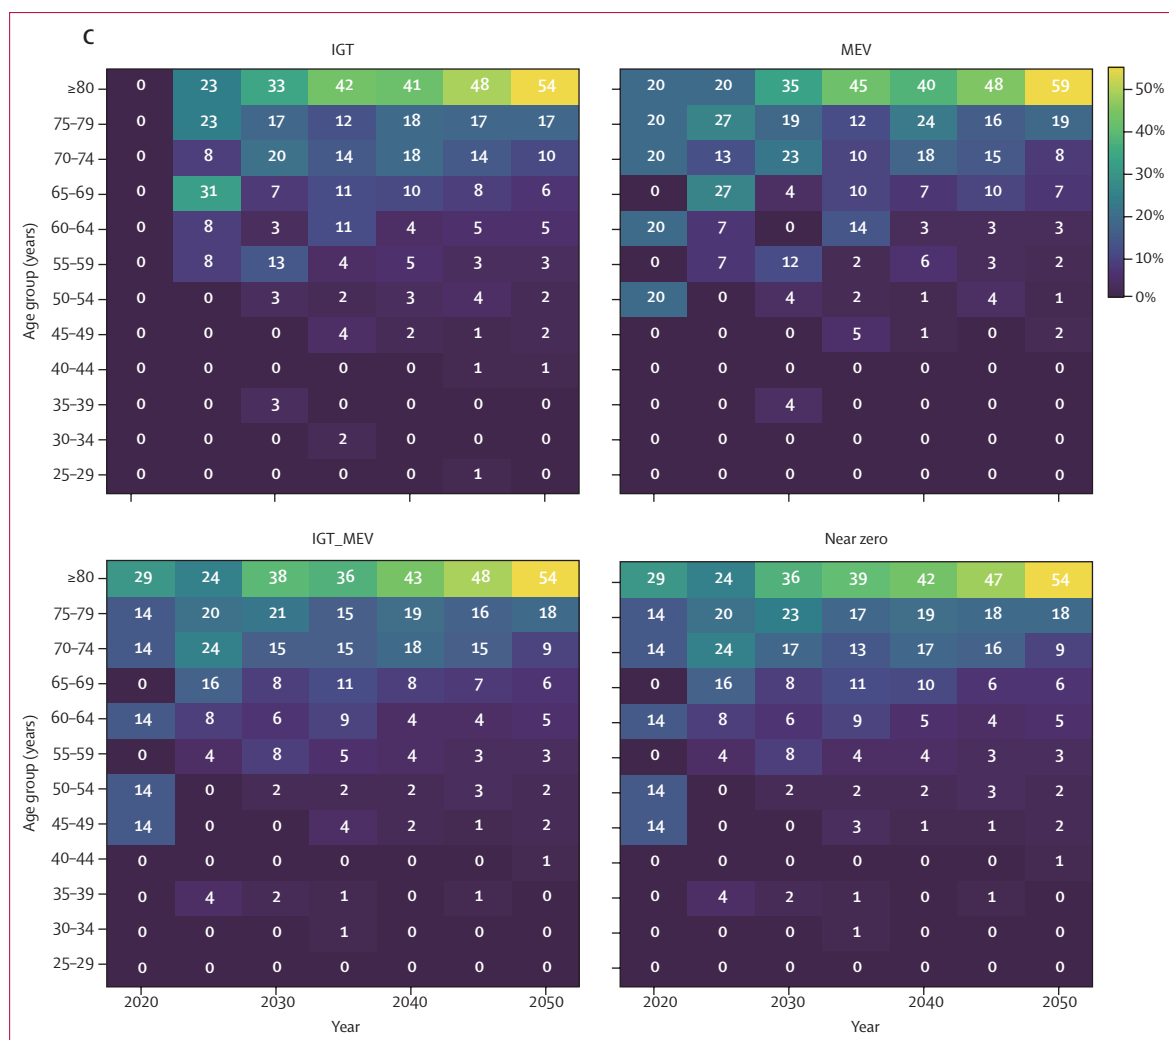 C
IGT
MEV
Age group (years)
≥80 0 23 33 42 41 48 54 20 20 35 45 40 48 59
75–79 0 23 17 12 18 17 17 20 27 19 12 24 16 19
70–74 0 8 20 14 18 14 10 20 13 23 10 18 15 8
65–69 0 31 7 11 10 8 6 0 27 4 10 7 10 7
60–64 0 8 3 11 4 5 5 20 7 0 14 3 3 3
55–59 0 8 13 4 5 3 3 0 7 12 2 6 3 2
50–54 0 0 3 2 3 4 2 20 0 4 2 1 4 1
45–49 0 0 0 4 2 1 2 0 0 0 5 1 0 2
40–44 0 0 0 0 0 1 1 0 0 0 0 0 0 0
35–39 0 0 3 0 0 0 0 0 0 4 0 0 0 0
30–34 0 0 0 2 0 0 0 0 0 0 0 0 0 0
25–29 0 0 0 0 0 1 0 0 0 0 0 0 0 0
50%
40%
30%
20%
10%
0%
IGT_MEV
Near zero
Age group (years)
≥80 29 24 38 36 43 48 54 29 24 36 39 42 47 54
75–79 14 20 21 15 19 16 18 14 20 23 17 19 18 18
70–74 14 24 15 15 18 15 9 14 24 17 13 17 16 9
65–69 0 16 8 11 8 7 6 0 16 8 11 10 6 6
60–64 14 8 6 9 4 4 5 14 8 6 9 5 4 5
55–59 0 4 8 5 4 3 3 0 4 8 4 4 3 3
50–54 14 0 2 2 2 3 2 14 0 2 2 2 3 2
45–49 14 0 0 4 2 1 2 14 0 0 3 1 1 2
40–44 0 0 0 0 0 0 1 0 0 0 0 0 0 1
35–39 0 4 2 1 0 1 0 0 4 2 1 0 1 0
30–34 0 0 0 1 0 0 0 0 0 0 1 0 0 0
25–29 0 0 0 0 0 0 0 0 0 0 0 0 0 0
2020 2030 2040 2050 2020 2030 2040 2050
Year
Year